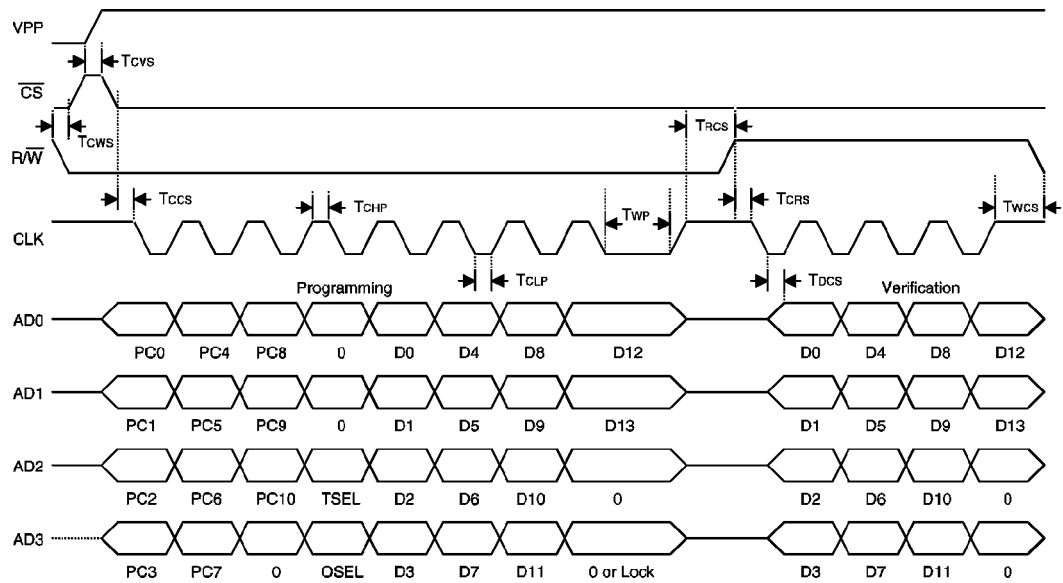 VPP
TCVS
CS
TCWS
TRCS
R/W
TCCS
TCHP
TWP
TCRS
TWCS
CLK
TCLP
TDCS
Programming
Verification
AD0
PC0 PC4 PC8 0 D0 D4 D8 D12 D0 D4 D8 D12
AD1
PC1 PC5 PC9 0 D1 D5 D9 D13 D1 D5 D9 D13
AD2
PC2 PC6 PC10 TSEL D2 D6 D10 0 D2 D6 D10 0
AD3
PC3 PC7 0 OSEL D3 D7 D11 0 or Lock D3 D7 D11 0